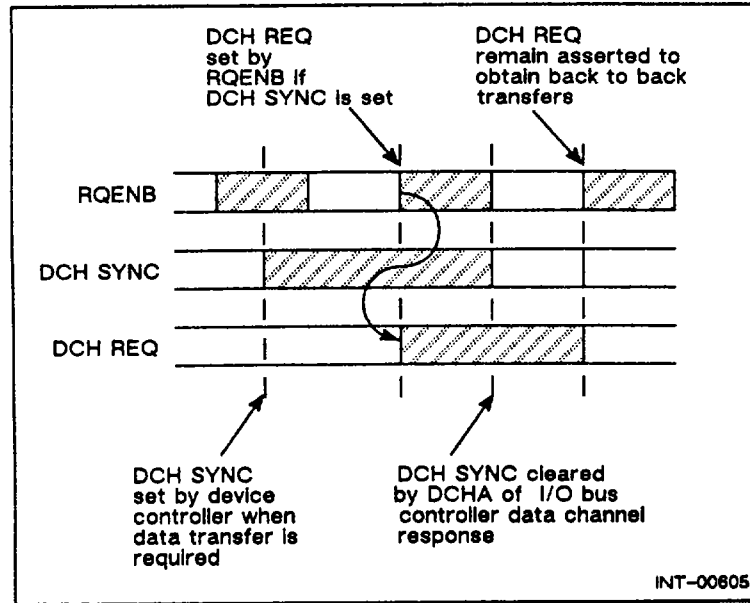 DCH REQ
set by
RQENB if
DCH SYNC is set
DCH REQ
remain asserted to
obtain back to back
transfers
RQENB
DCH SYNC
DCH REQ
DCH SYNC
set by device
controller when
data transfer is
required
DCH SYNC cleared
by DCHA of I/O bus
controller data channel
response
INT-00605